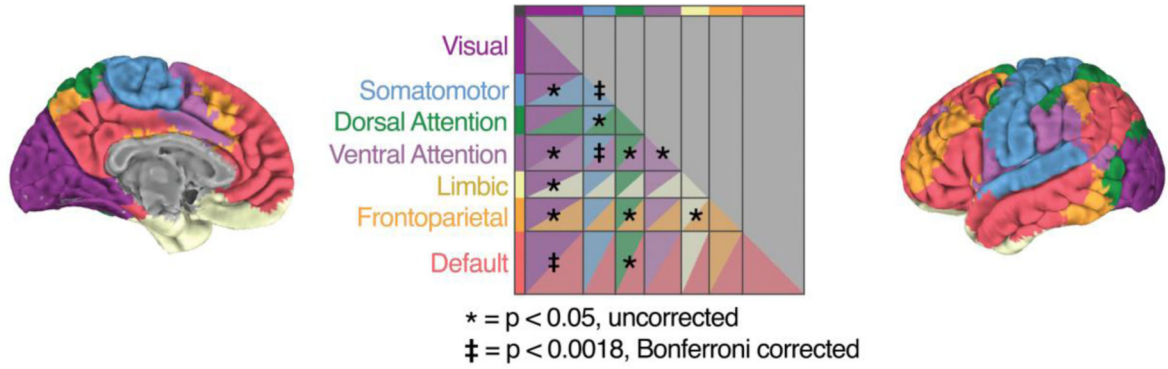 Visual
Somatomotor * ‡
Dorsal Attention *
Ventral Attention * ‡ * *
Limbic *
Frontoparietal * * *
Default ‡ *
* = p < 0.05, uncorrected
‡ = p < 0.0018, Bonferroni corrected